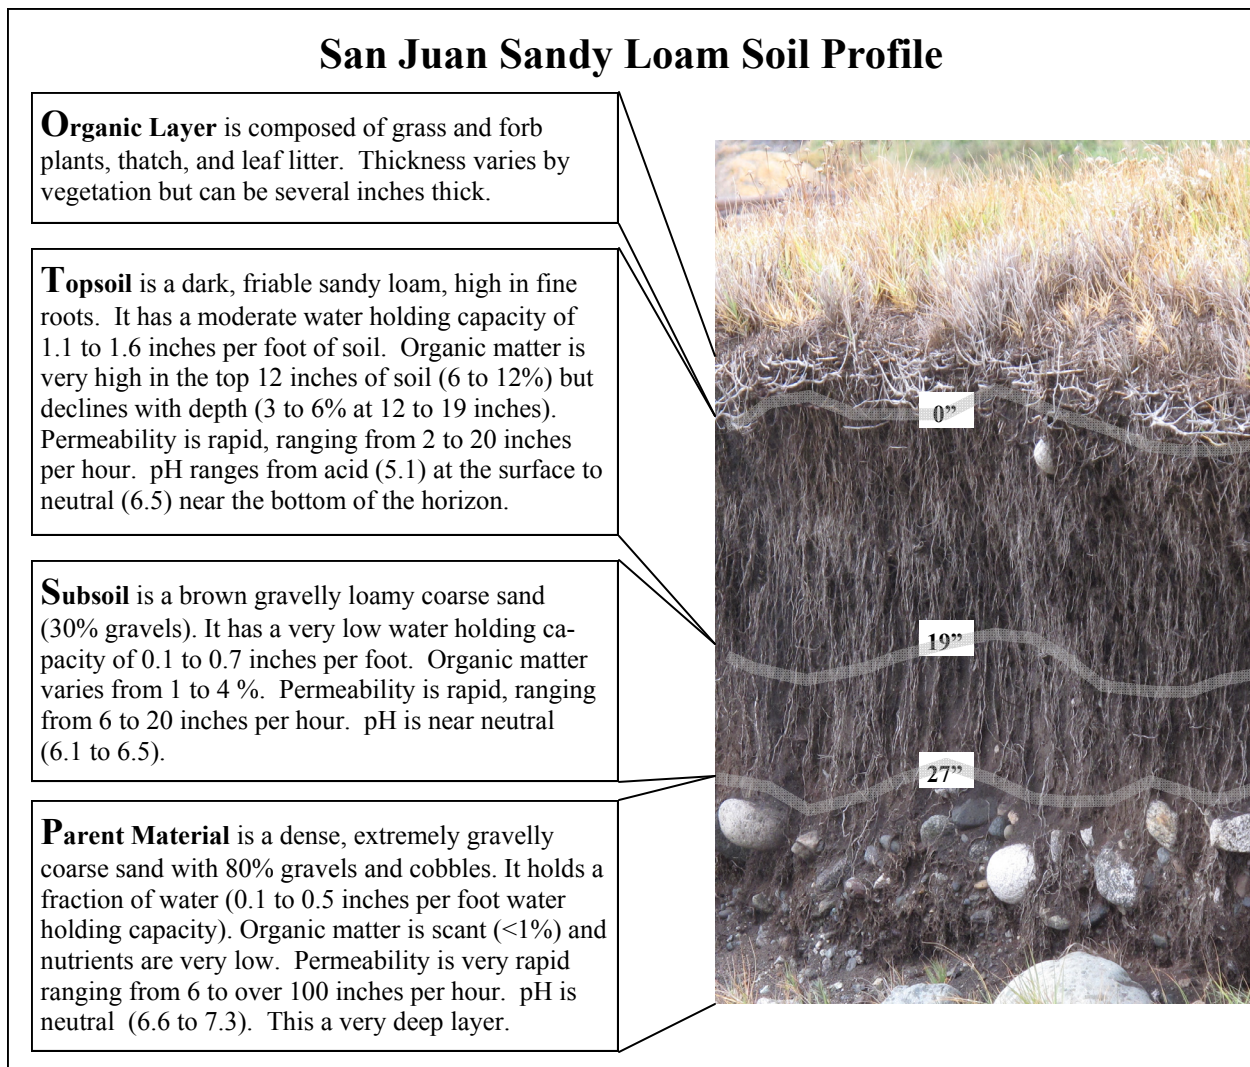 San Juan Sandy Loam Soil Profile
Organic Layer is composed of grass and forb
plants, thatch, and leaf litter.  Thickness varies by
vegetation but can be several inches thick.
Topsoil is a dark, friable sandy loam, high in fine
roots.  It has a moderate water holding capacity of
1.1 to 1.6 inches per foot of soil.  Organic matter is
very high in the top 12 inches of soil (6 to 12%) but
declines with depth (3 to 6% at 12 to 19 inches).
Permeability is rapid, ranging from 2 to 20 inches
per hour.  pH ranges from acid (5.1) at the surface to
neutral (6.5) near the bottom of the horizon.
Subsoil is a brown gravelly loamy coarse sand
(30% gravels). It has a very low water holding ca-
pacity of 0.1 to 0.7 inches per foot.  Organic matter
varies from 1 to 4 %.  Permeability is rapid, ranging
from 6 to 20 inches per hour.  pH is near neutral
(6.1 to 6.5).
Parent Material is a dense, extremely gravelly
coarse sand with 80% gravels and cobbles. It holds a
fraction of water (0.1 to 0.5 inches per foot water
holding capacity). Organic matter is scant (<1%) and
nutrients are very low.  Permeability is very rapid
ranging from 6 to over 100 inches per hour.  pH is
neutral  (6.6 to 7.3).  This a very deep layer.
0”
19”
27”